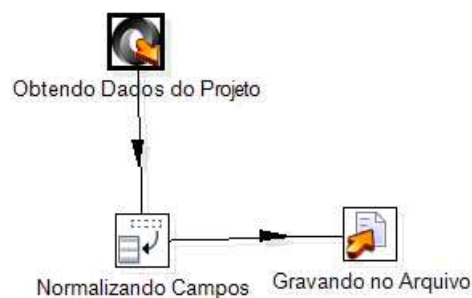 Obtendo Dados do Projeto
Normalizando Campos
Gravando no Arquivo